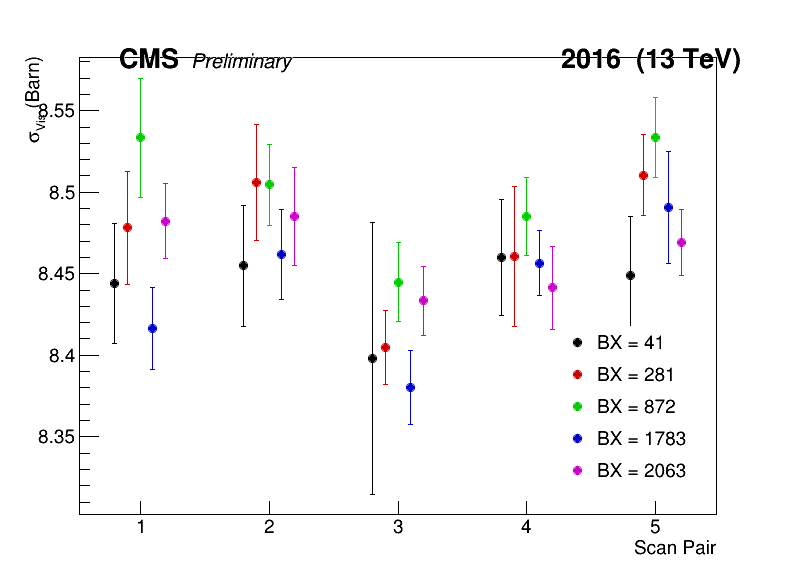 CMS Preliminary 2016 (13 TeV)
σVis (Barn)
8.55
8.5
8.45
8.4
8.35
BX = 41
BX = 281
BX = 872
BX = 1783
BX = 2063
1 2 3 4 5
Scan Pair